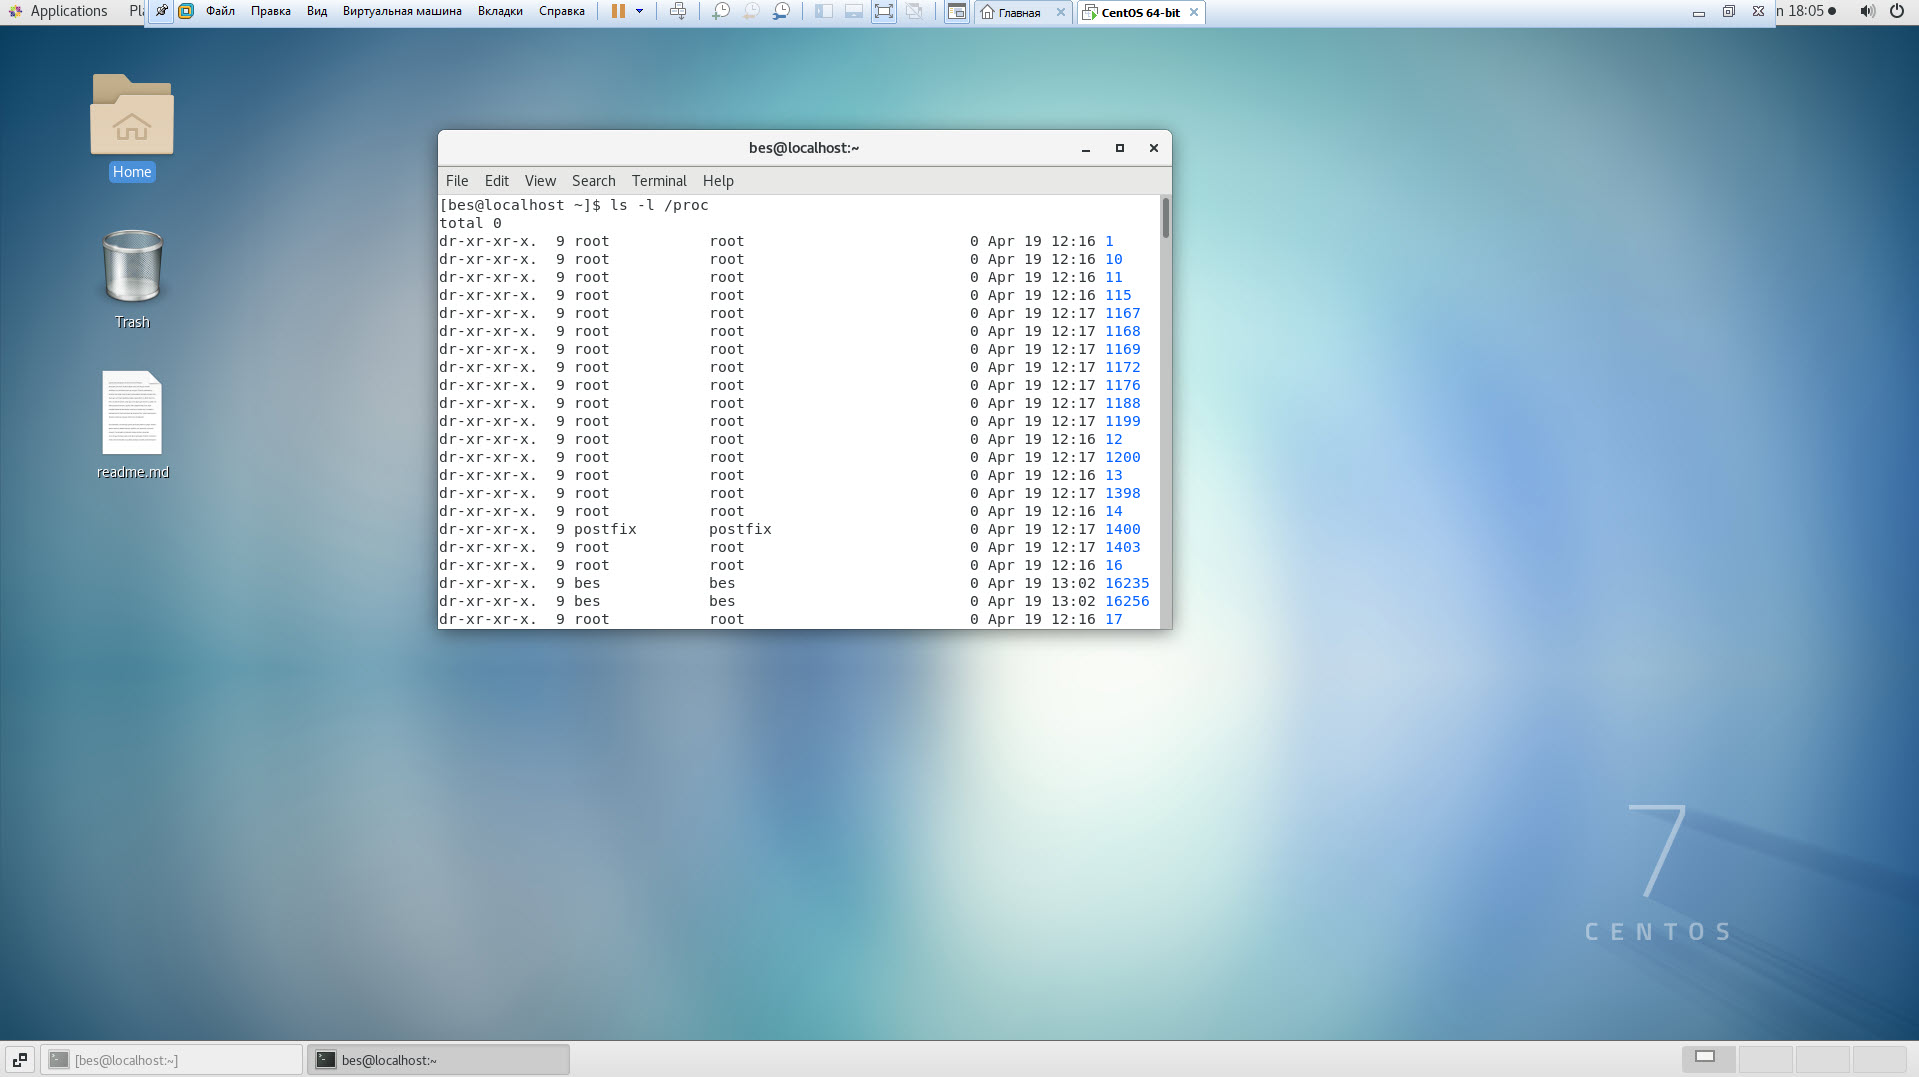 Applications Pl Файл Правка Вид Виртуальная машина Вкладки Справка Главная CentOS 64-bit n 18:05
Home
Trash
readme.md
bes@localhost:~
File Edit View Search Terminal Help
[bes@localhost ~]$ ls -l /proc
total 0
dr-xr-xr-x.  9 root           root                         0 Apr 19 12:16 1
dr-xr-xr-x.  9 root           root                         0 Apr 19 12:16 10
dr-xr-xr-x.  9 root           root                         0 Apr 19 12:16 11
dr-xr-xr-x.  9 root           root                         0 Apr 19 12:16 115
dr-xr-xr-x.  9 root           root                         0 Apr 19 12:17 1167
dr-xr-xr-x.  9 root           root                         0 Apr 19 12:17 1168
dr-xr-xr-x.  9 root           root                         0 Apr 19 12:17 1169
dr-xr-xr-x.  9 root           root                         0 Apr 19 12:17 1172
dr-xr-xr-x.  9 root           root                         0 Apr 19 12:17 1176
dr-xr-xr-x.  9 root           root                         0 Apr 19 12:17 1188
dr-xr-xr-x.  9 root           root                         0 Apr 19 12:17 1199
dr-xr-xr-x.  9 root           root                         0 Apr 19 12:16 12
dr-xr-xr-x.  9 root           root                         0 Apr 19 12:17 1200
dr-xr-xr-x.  9 root           root                         0 Apr 19 12:16 13
dr-xr-xr-x.  9 root           root                         0 Apr 19 12:17 1398
dr-xr-xr-x.  9 root           root                         0 Apr 19 12:16 14
dr-xr-xr-x.  9 postfix        postfix                      0 Apr 19 12:17 1400
dr-xr-xr-x.  9 root           root                         0 Apr 19 12:17 1403
dr-xr-xr-x.  9 root           root                         0 Apr 19 12:16 16
dr-xr-xr-x.  9 bes            bes                          0 Apr 19 13:02 16235
dr-xr-xr-x.  9 bes            bes                          0 Apr 19 13:02 16256
dr-xr-xr-x.  9 root           root                         0 Apr 19 12:16 17
7
CENTOS
[bes@localhost:~] bes@localhost:~